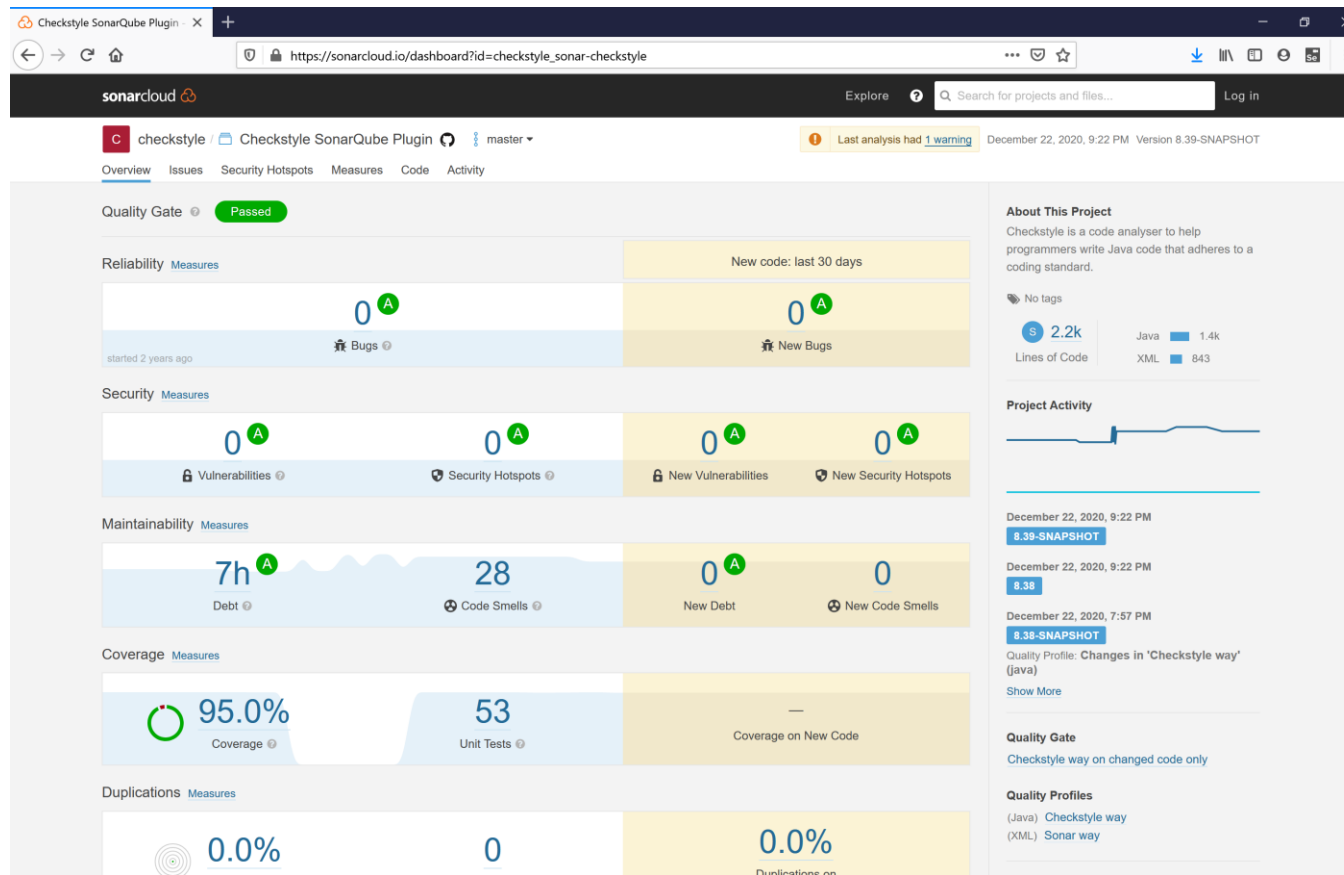 Checkstyle SonarQube Plugin -
https://sonarcloud.io/dashboard?id=checkstyle_sonar-checkstyle
Se
sonarcloud
Explore
Search for projects and files...
Log in
C checkstyle / Checkstyle SonarQube Plugin master
Last analysis had 1 warning
December 22, 2020, 9:22 PM Version 8.39-SNAPSHOT
Overview Issues Security Hotspots Measures Code Activity
Quality Gate Passed
Reliability Measures
New code: last 30 days
0 A
Bugs
started 2 years ago
0 A
New Bugs
Security Measures
0 A
Vulnerabilities
0 A
Security Hotspots
0 A
New Vulnerabilities
0 A
New Security Hotspots
Maintainability Measures
7h A
Debt
28
Code Smells
0 A
New Debt
0
New Code Smells
Coverage Measures
95.0%
Coverage
53
Unit Tests
—
Coverage on New Code
Duplications Measures
0.0%
0
0.0%
Duplications on
About This Project
Checkstyle is a code analyser to help
programmers write Java code that adheres to a
coding standard.
No tags
S 2.2k
Lines of Code
Java 1.4k
XML 843
Project Activity
December 22, 2020, 9:22 PM
8.39-SNAPSHOT
December 22, 2020, 9:22 PM
8.38
December 22, 2020, 7:57 PM
8.38-SNAPSHOT
Quality Profile: Changes in 'Checkstyle way'
(java)
Show More
Quality Gate
Checkstyle way on changed code only
Quality Profiles
(Java) Checkstyle way
(XML) Sonar way